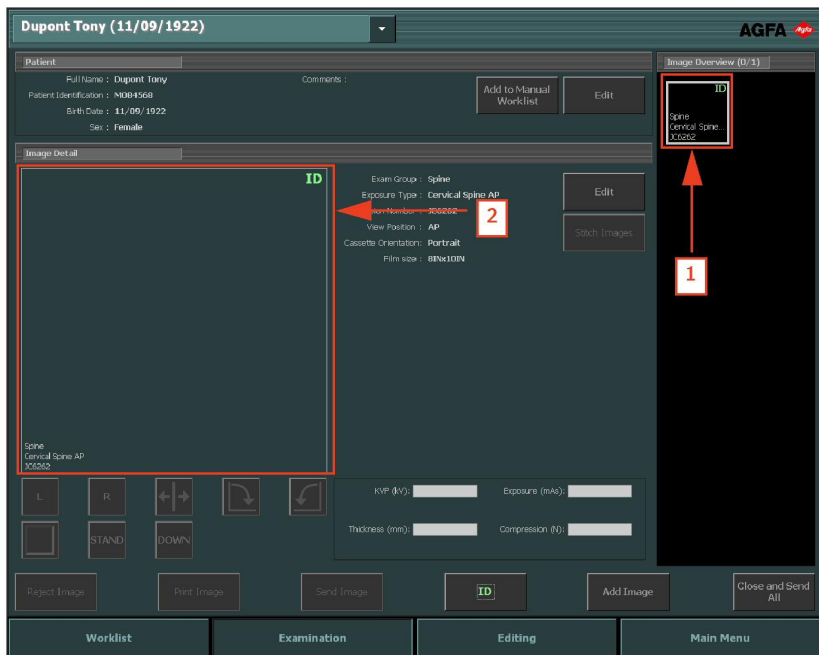 Dupont Tony (11/09/1922)
AGFA
Agfa
Patient
Full Name : Dupont Tony
Patient Identification : M084568
Birth Date : 11/09/1922
Sex : Female
Comments :
Add to Manual
Worklist
Edit
Image Overview (0/1)
ID
Spine
Cervical Spine...
JC6262
1
Image Detail
ID
Spine
Cervical Spine AP
JC6262
2
Exam Group : Spine
Exposure Type : Cervical Spine AP
Number JC6262
View Position : AP
Cassette Orientation: Portrait
Film size : 8INx10IN
Edit
Stitch Images
L
R
STAND
DOWN
KVP (kV):
Exposure (mAs):
Thickness (mm):
Compression (N):
Reject Image
Print Image
Send Image
ID
Add Image
Close and Send
All
Worklist
Examination
Editing
Main Menu